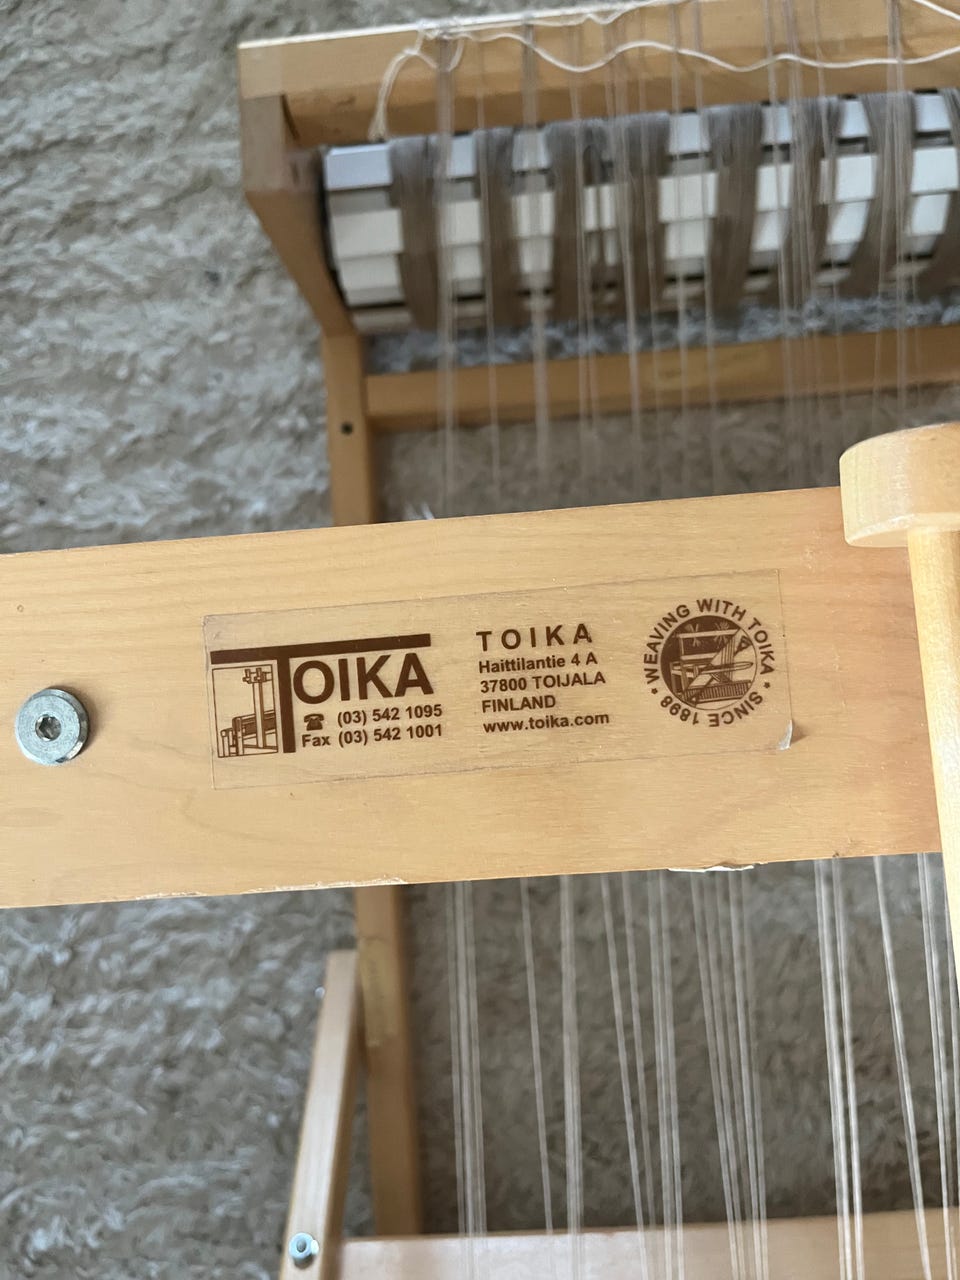 TOIKA
☎ (03) 542 1095
Fax (03) 542 1001
TOIKA
Haittilantie 4 A
37800 TOIJALA
FINLAND
www.toika.com
WEAVING WITH TOIKA * SINCE 1898 *